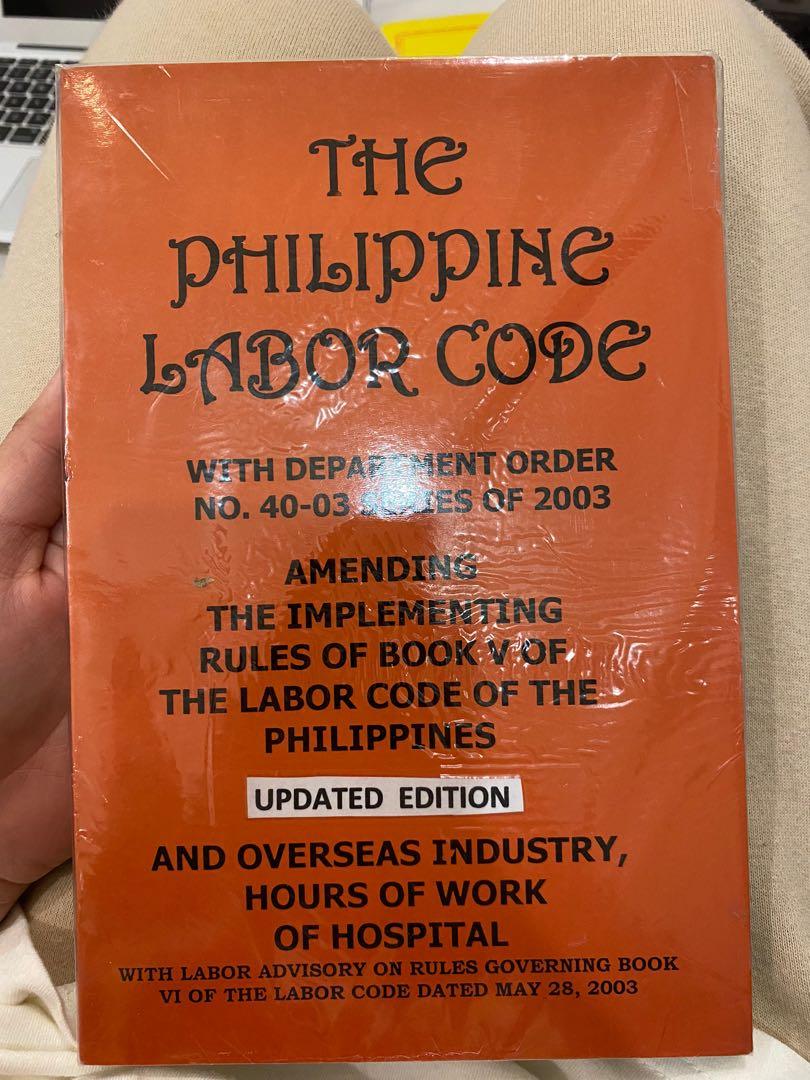 THE
PHILIPPINE
LABOR CODE
WITH DEPARTMENT ORDER
NO. 40-03 SERIES OF 2003
AMENDING
THE IMPLEMENTING
RULES OF BOOK V OF
THE LABOR CODE OF THE
PHILIPPINES
UPDATED EDITION
AND OVERSEAS INDUSTRY,
HOURS OF WORK
OF HOSPITAL
WITH LABOR ADVISORY ON RULES GOVERNING BOOK
VI OF THE LABOR CODE DATED MAY 28, 2003